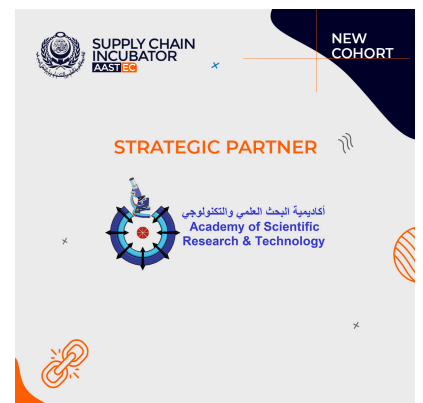 SUPPLY CHAIN
INCUBATOR
AASTEC
NEW
COHORT
STRATEGIC PARTNER
أكاديمية البحث العلمي والتكنولوجي
Academy of Scientific
Research & Technology